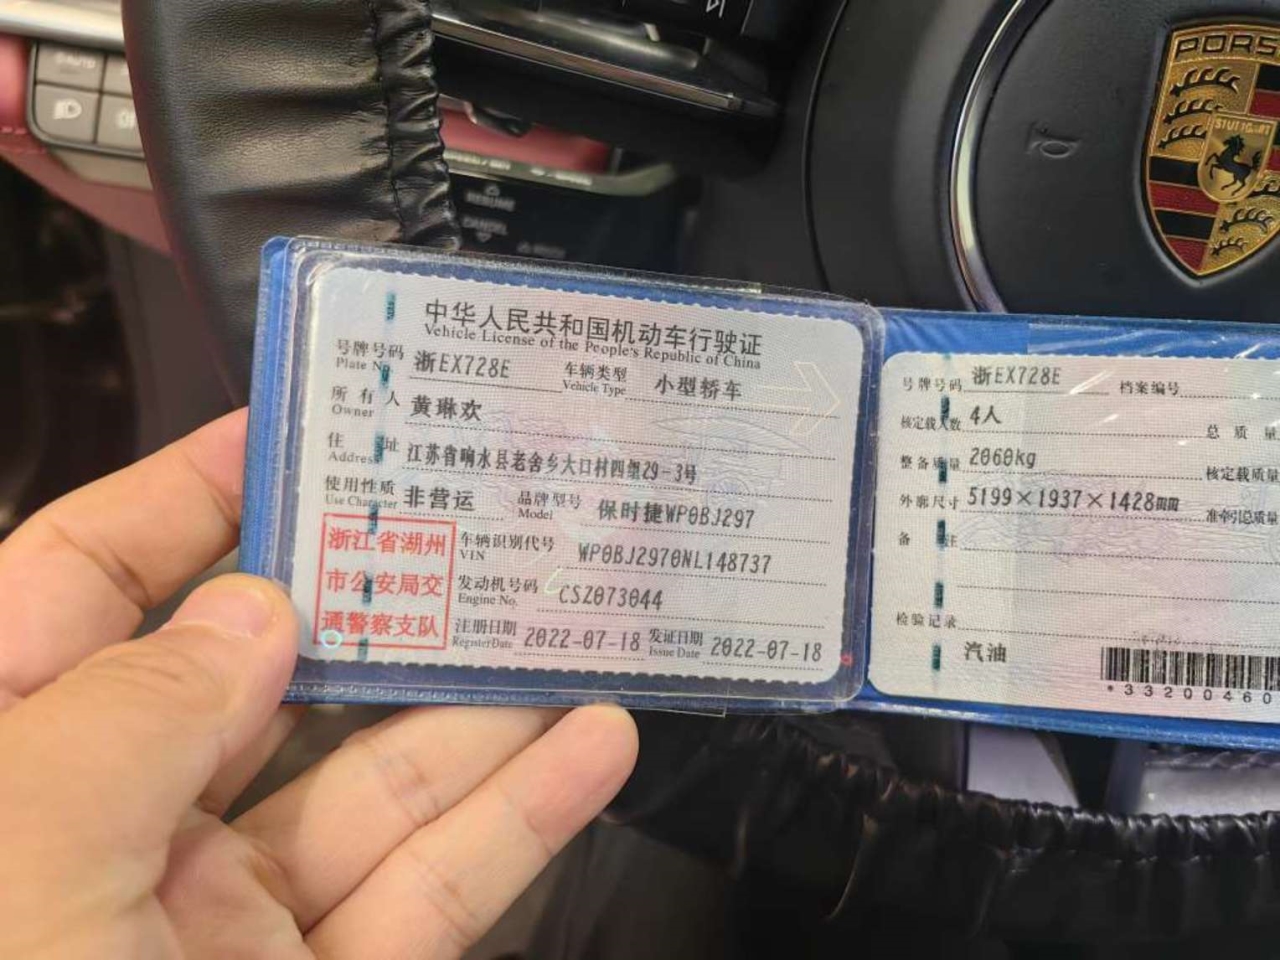 PORS
STUTTGART
AUTO
RESUME
CANCEL
中华人民共和国机动车行驶证
Vehicle License of the People's Republic of China
号牌号码 浙EX728E 车辆类型 小型轿车
Plate No. Vehicle Type
所有人 黄琳欢
Owner
住址 江苏省响水县老舍乡大口村四组29-3号
Address
使用性质 非营运 品牌型号 保时捷WP0BJ297
Use Character Model
浙江省湖州
市公安局交
通警察支队
车辆识别代号 WP0BJ2970NL148737
VIN
发动机号码 CSZ073044
Engine No.
注册日期 2022-07-18 发证日期 2022-07-18
Register Date Issue Date
号牌号码 浙EX728E 档案编号
核定载人数 4人 总质量
整备质量 2060kg 核定载质量
外廓尺寸 5199×1937×1428mm 准牵引总质量
备注
检验记录
汽油
*33200460